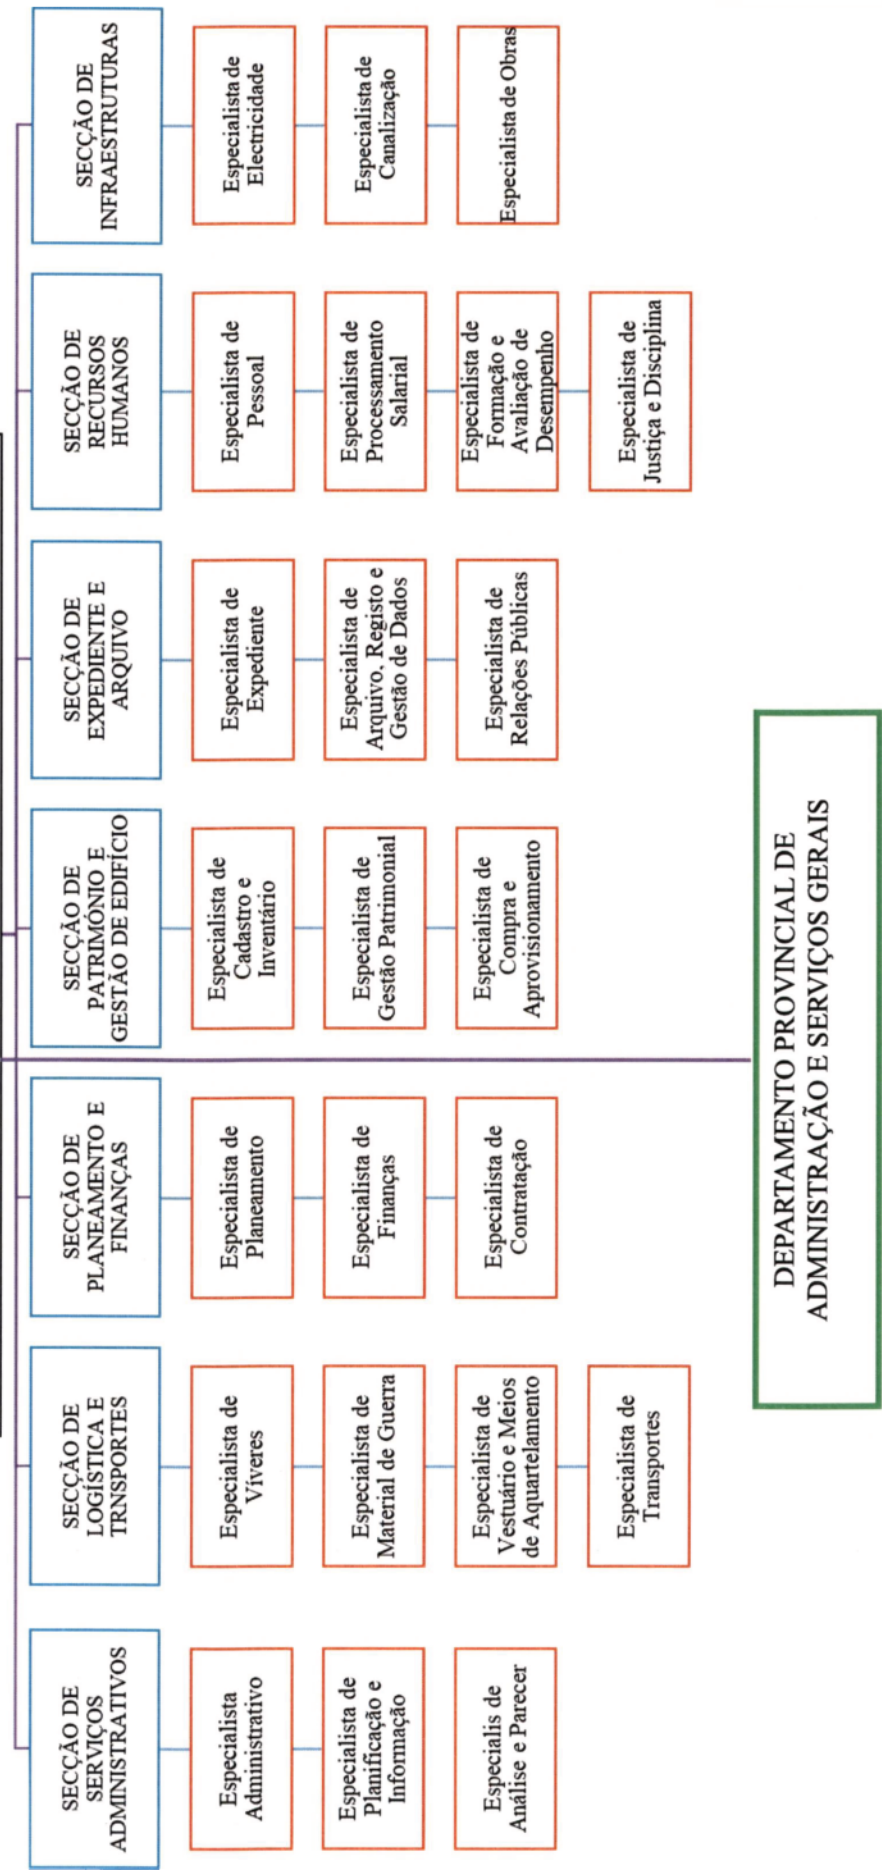 SECÇÃO DE
SERVIÇOS
ADMINISTRATIVOS
Especialista
Administrativo
Especialista de
Planificação e
Informação
Especialis de
Análise e Parecer
SECÇÃO DE
LOGÍSTICA E
TRNSPORTES
Especialista de
Víveres
Especialista de
Material de Guerra
Especialista de
Vestuário e Meios
de Aquartelamento
Especialista de
Transportes
SECÇÃO DE
PLANEAMENTO E
FINANÇAS
Especialista de
Planeamento
Especialista de
Finanças
Especialista de
Contratação
SECÇÃO DE
PATRIMÓNIO E
GESTÃO DE EDIFÍCIO
Especialista de
Cadastro e
Inventário
Especialista de
Gestão Patrimonial
Especialista de
Compra e
Aprovisionamento
SECÇÃO DE
EXPEDIENTE E
ARQUIVO
Especialista de
Expediente
Especialista de
Arquivo, Registo e
Gestão de Dados
Especialista de
Relações Públicas
SECÇÃO DE
RECURSOS
HUMANOS
Especialista de
Pessoal
Especialista de
Processamento
Salarial
Especialista de
Formação e
Avaliação de
Desempenho
Especialista de
Justiça e Disciplina
SECÇÃO DE
INFRAESTRUTURAS
Especialista de
Electricidade
Especialista de
Canalização
Especialista de Obras
DEPARTAMENTO PROVINCIAL DE
ADMINISTRAÇÃO E SERVIÇOS GERAIS